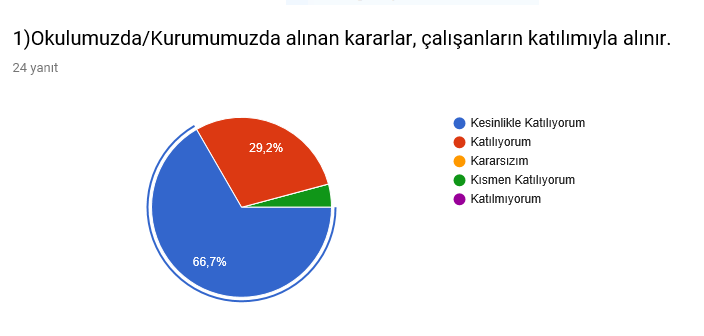 1)Okulumuzda/Kurumumuzda alınan kararlar, çalışanların katılımıyla alınır.
24 yanıt
Kesinlikle Katılıyorum
Katılıyorum
Kararsızım
Kısmen Katılıyorum
Katılmıyorum
29,2%
66,7%